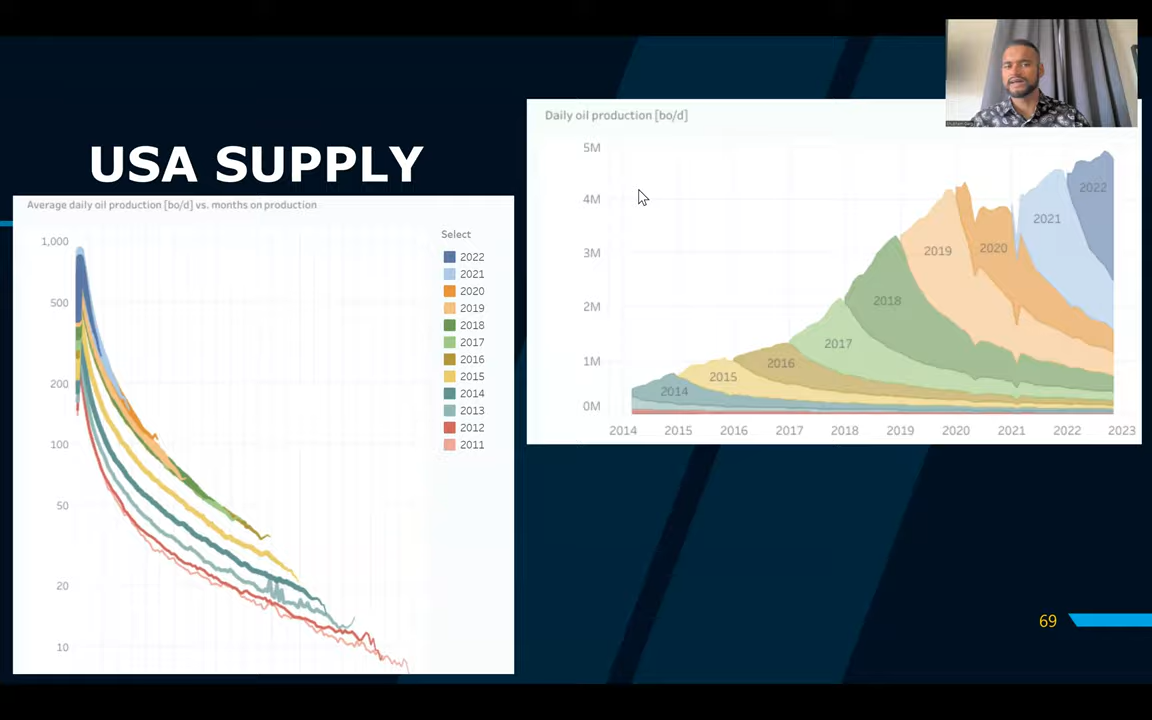 USA SUPPLY
Average daily oil production [bo/d] vs. months on production
1,000
500
200
100
50
20
10
Select
2022
2021
2020
2019
2018
2017
2016
2015
2014
2013
2012
2011
Daily oil production [bo/d]
5M
4M
3M
2M
1M
0M
2014
2015
2016
2017
2018
2019
2020
2021
2022
2014 2015 2016 2017 2018 2019 2020 2021 2022 2023
69